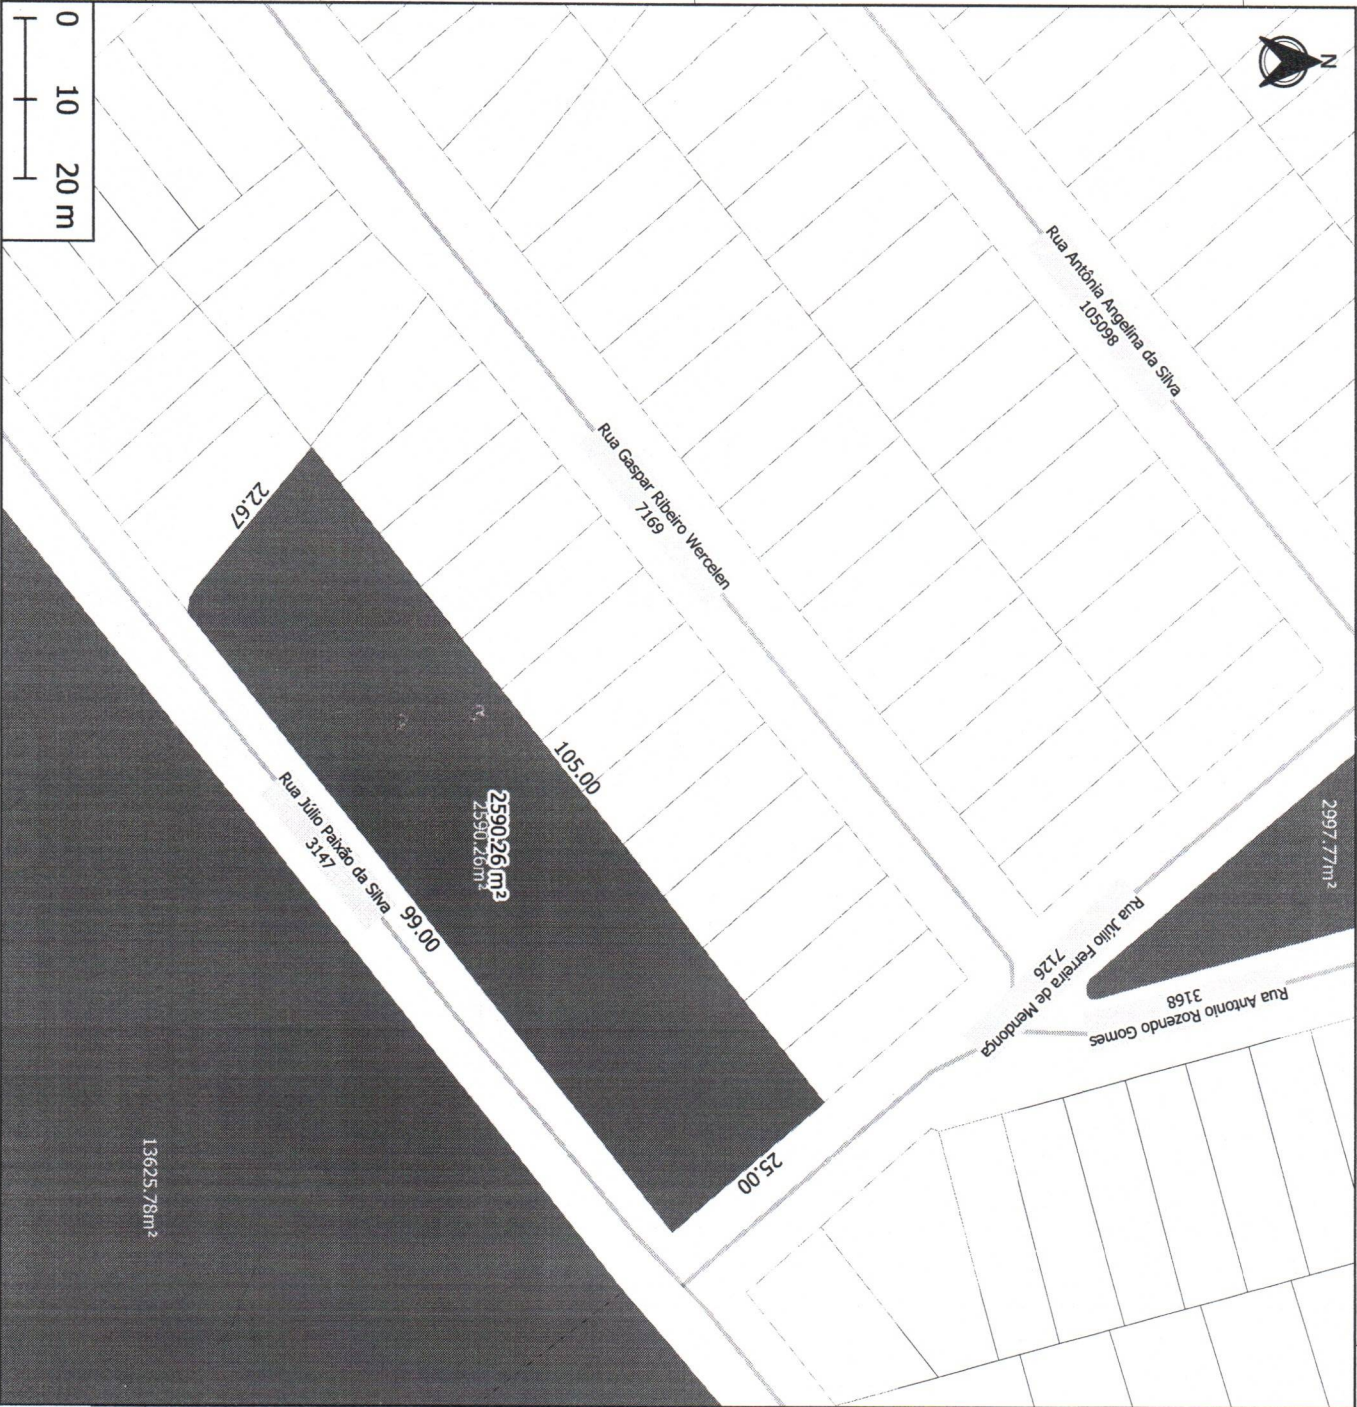 N
Rua Antônia Angelina da Silva
105098
Rua Gaspar Ribeiro Wercelen
7169
2997.77m²
Rua Júlio Ferreira de Mendonça
7126
Rua Antonio Rozendo Gomes
3168
22.67
105.00
2590.26 m²
2590.26m²
99.00
25.00
Rua Júlio Paixão da Silva
3147
13625.78m²
0 10 20 m